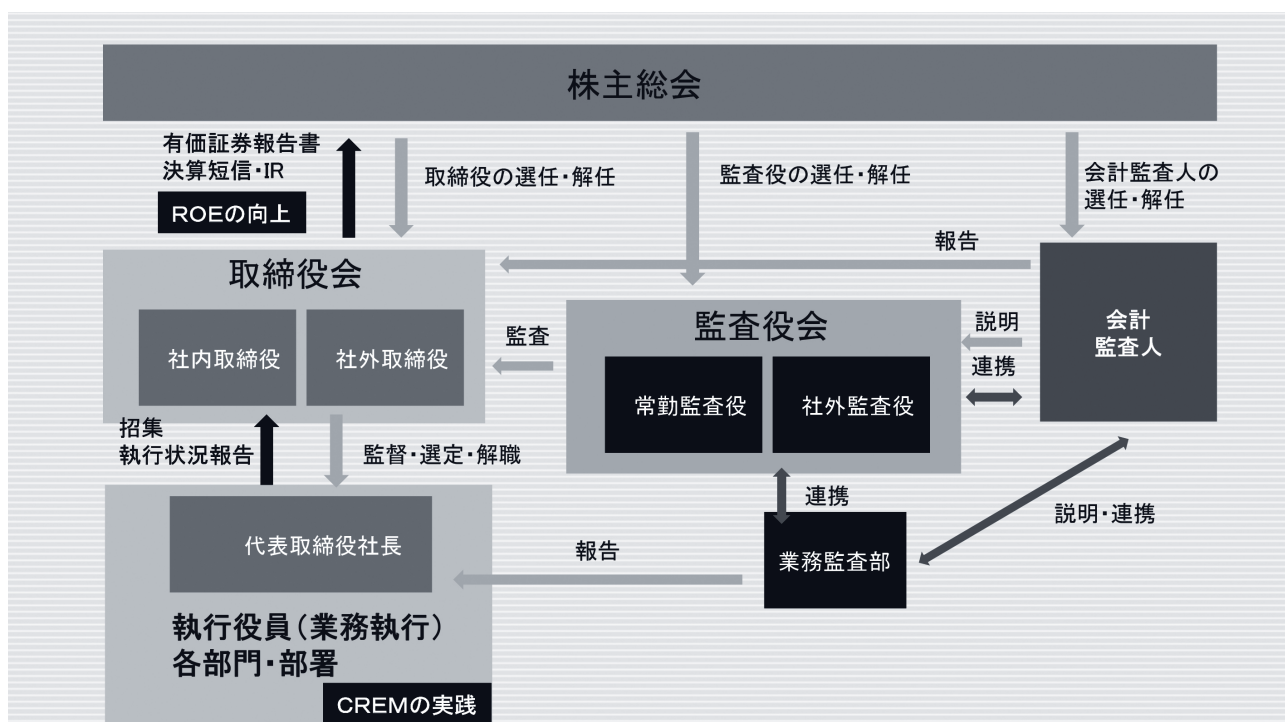 株主総会
有価証券報告書
決算短信・IR
ROEの向上
取締役の選任・解任
監査役の選任・解任
会計監査人の
選任・解任
報告
取締役会
社内取締役
社外取締役
監査
監査役会
常勤監査役
社外監査役
説明
連携
会計
監査人
招集
執行状況報告
監督・選定・解職
連携
説明・連携
代表取締役社長
報告
業務監査部
執行役員(業務執行)
各部門・部署
CREMの実践